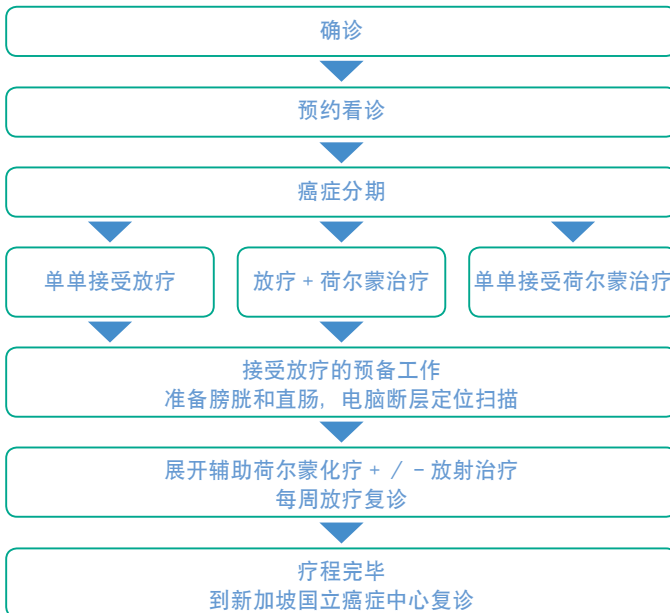 确诊
预约看诊
癌症分期
单单接受放疗
放疗 + 荷尔蒙治疗
单单接受荷尔蒙治疗
接受放疗的预备工作
准备膀胱和直肠，电脑断层定位扫描
展开辅助荷尔蒙化疗 + / - 放射治疗
每周放疗复诊
疗程完毕
到新加坡国立癌症中心复诊